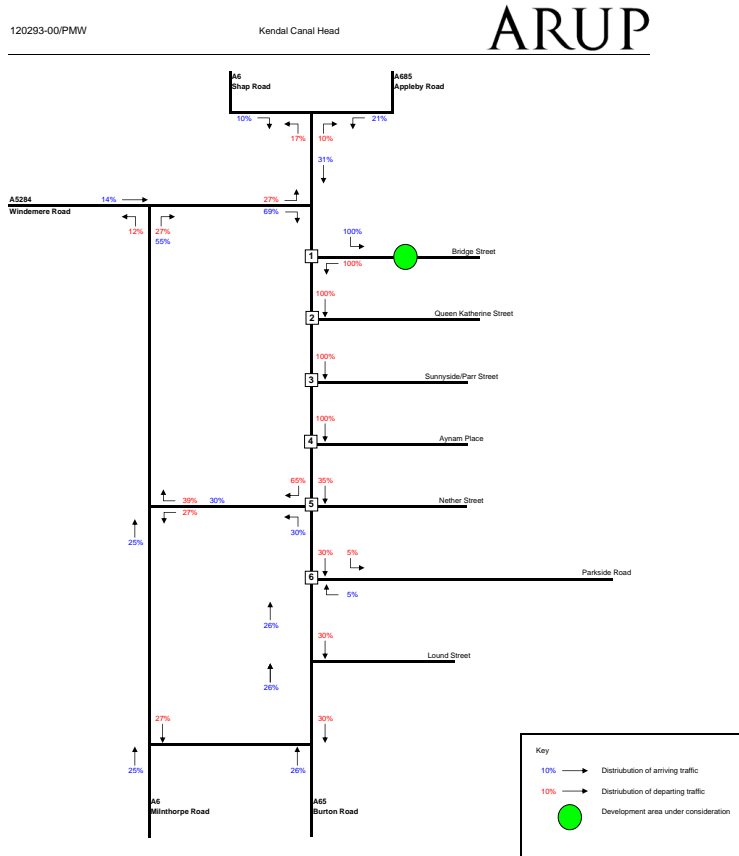 120293-00/PMW
Kendal Canal Head
ARUP
A6
Shap Road
A685
Appleby Road
10%
21%
17%
10%
31%
A5284
14%
27%
Windemere Road
69%
12%
27%
55%
100%
1
Bridge Street
100%
100%
2
Queen Katherine Street
100%
3
Sunnyside/Parr Street
100%
4
Aynam Place
65%
35%
39%
30%
5
Nether Street
27%
30%
25%
30%
5%
6
Parkside Road
5%
26%
30%
Lound Street
26%
27%
30%
25%
26%
A6
Milnthorpe Road
A65
Burton Road
Key
10%
Distriubution of arriving traffic
10%
Distriubution of departing traffic
Development area under consideration